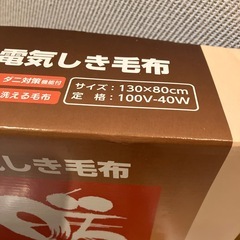 電気しき毛布
ダニ対策機能付
洗える毛布
サイズ：130×80cm
定　格：100V-40W
気しき毛布
暖